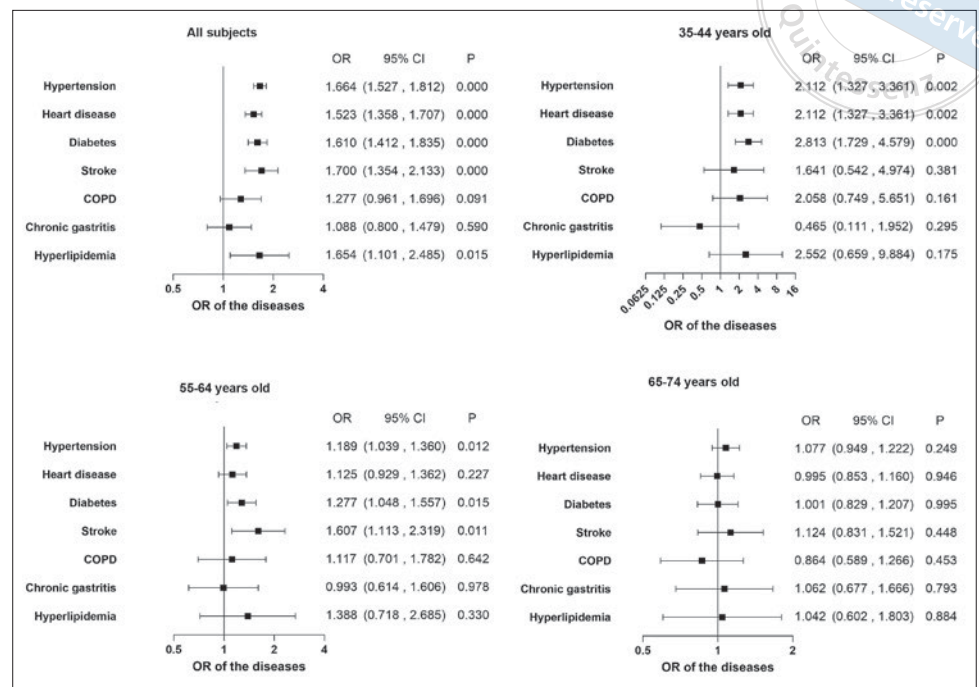 All subjects
OR 95% CI P
Hypertension 1.664 (1.527 , 1.812) 0.000
Heart disease 1.523 (1.358 , 1.707) 0.000
Diabetes 1.610 (1.412 , 1.835) 0.000
Stroke 1.700 (1.354 , 2.133) 0.000
COPD 1.277 (0.961 , 1.696) 0.091
Chronic gastritis 1.088 (0.800 , 1.479) 0.590
Hyperlipidemia 1.654 (1.101 , 2.485) 0.015
0.5 1 2 4
OR of the diseases
35-44 years old
OR 95% CI P
Hypertension 2.112 (1.327 , 3.361) 0.002
Heart disease 2.112 (1.327 , 3.361) 0.002
Diabetes 2.813 (1.729 , 4.579) 0.000
Stroke 1.641 (0.542 , 4.974) 0.381
COPD 2.058 (0.749 , 5.651) 0.161
Chronic gastritis 0.465 (0.111 , 1.952) 0.295
Hyperlipidemia 2.552 (0.659 , 9.884) 0.175
0.0625 0.125 0.25 0.5 1 2 4 8 16
OR of the diseases
55-64 years old
OR 95% CI P
Hypertension 1.189 (1.039 , 1.360) 0.012
Heart disease 1.125 (0.929 , 1.362) 0.227
Diabetes 1.277 (1.048 , 1.557) 0.015
Stroke 1.607 (1.113 , 2.319) 0.011
COPD 1.117 (0.701 , 1.782) 0.642
Chronic gastritis 0.993 (0.614 , 1.606) 0.978
Hyperlipidemia 1.388 (0.718 , 2.685) 0.330
0.5 1 2 4
OR of the diseases
65-74 years old
OR 95% CI P
Hypertension 1.077 (0.949 , 1.222) 0.249
Heart disease 0.995 (0.853 , 1.160) 0.946
Diabetes 1.001 (0.829 , 1.207) 0.995
Stroke 1.124 (0.831 , 1.521) 0.448
COPD 0.864 (0.589 , 1.266) 0.453
Chronic gastritis 1.062 (0.677 , 1.666) 0.793
Hyperlipidemia 1.042 (0.602 , 1.803) 0.884
0.5 1 2
OR of the diseases
Quintessenz